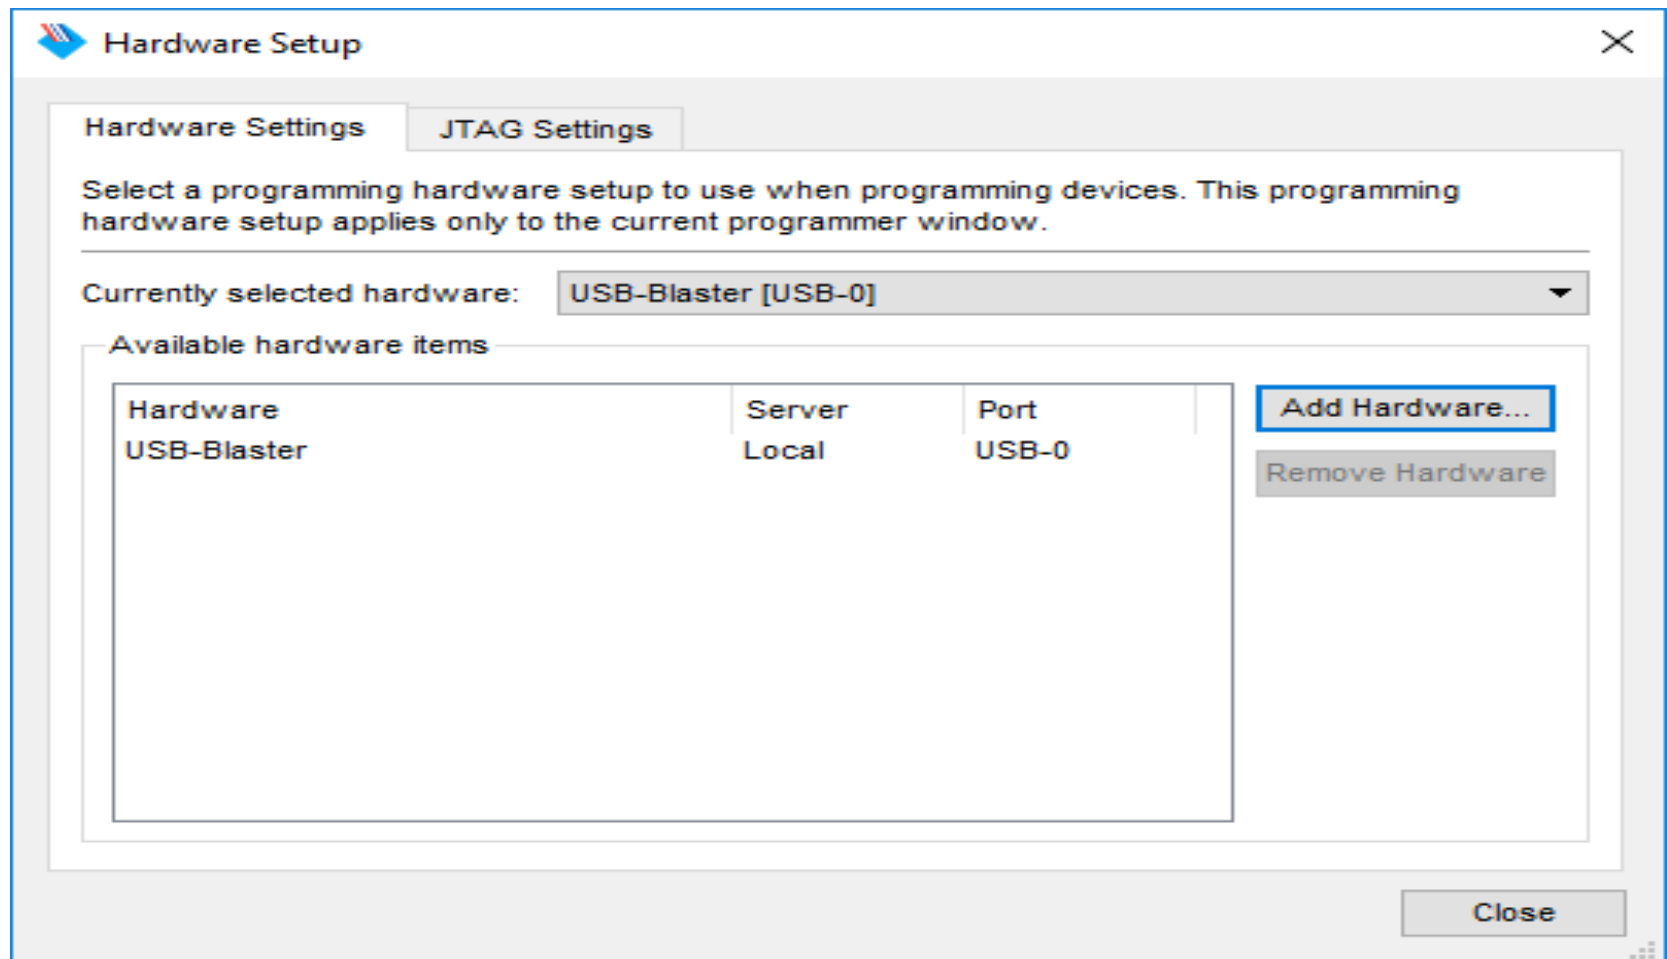 Hardware Setup
Hardware Settings
JTAG Settings
Select a programming hardware setup to use when programming devices. This programming
hardware setup applies only to the current programmer window.
Currently selected hardware: USB-Blaster [USB-0]
Available hardware items
Hardware Server Port
USB-Blaster Local USB-0
Add Hardware...
Remove Hardware
Close